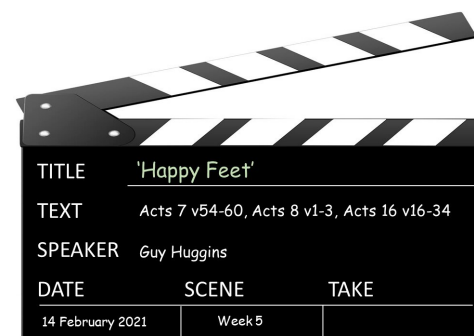 TITLE 'Happy Feet'
TEXT Acts 7 v54-60, Acts 8 v1-3, Acts 16 v16-34
SPEAKER Guy Huggins
DATE SCENE TAKE
14 February 2021 Week 5